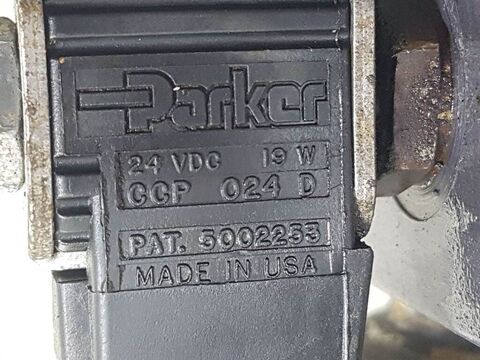 Parker
24 VDC 19 W
CCP 024 D
PAT. 5002253
MADE IN USA